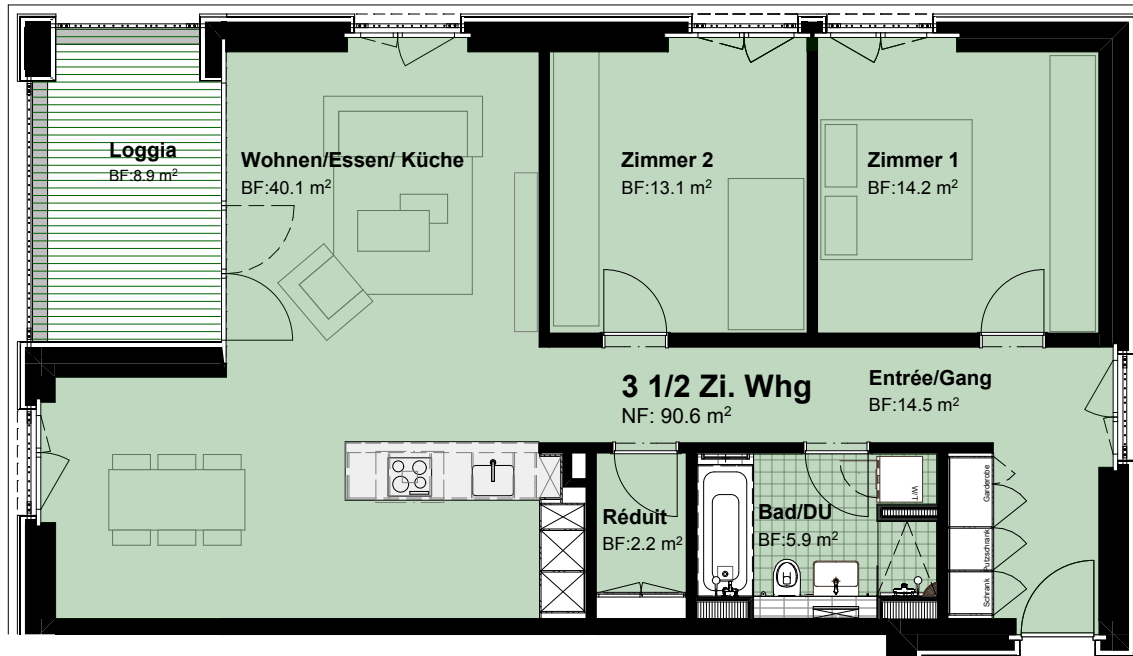 Loggia
BF:8.9 m²
Wohnen/Essen/ Küche
BF:40.1 m²
Zimmer 2
BF:13.1 m²
Zimmer 1
BF:14.2 m²
3 1/2 Zi. Whg
NF: 90.6 m²
Entrée/Gang
BF:14.5 m²
Réduit
BF:2.2 m²
Bad/DU
BF:5.9 m²
WT
Garderobe
Putzschrank
Schrank